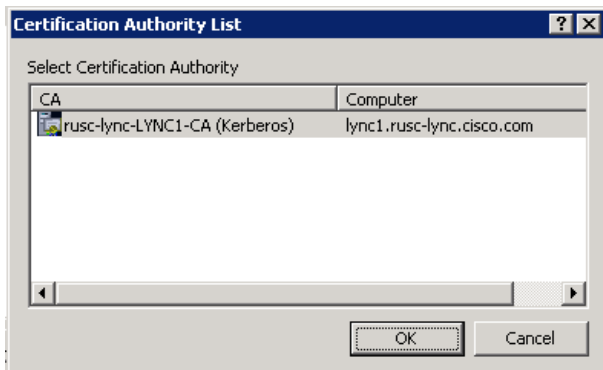 Certification Authority List
Select Certification Authority
CA Computer
rusc-lync-LYNC1-CA (Kerberos) lync1.rusc-lync.cisco.com
OK Cancel